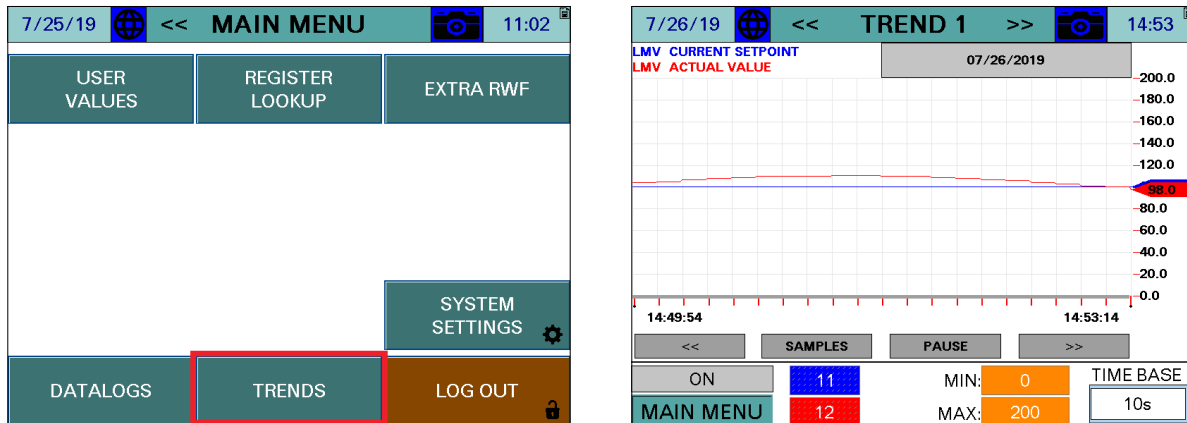 7/25/19 << MAIN MENU 11:02
USER VALUES
REGISTER LOOKUP
EXTRA RWF
SYSTEM SETTINGS
DATALOGS
TRENDS
LOG OUT
7/26/19 << TREND 1 >> 14:53
LMV CURRENT SETPOINT
LMV ACTUAL VALUE
07/26/2019
200.0
180.0
160.0
140.0
120.0
98.0
80.0
60.0
40.0
20.0
0.0
14:49:54 14:53:14
<< SAMPLES PAUSE >>
ON 11 MIN: 0 TIME BASE
MAIN MENU 12 MAX: 200 10s